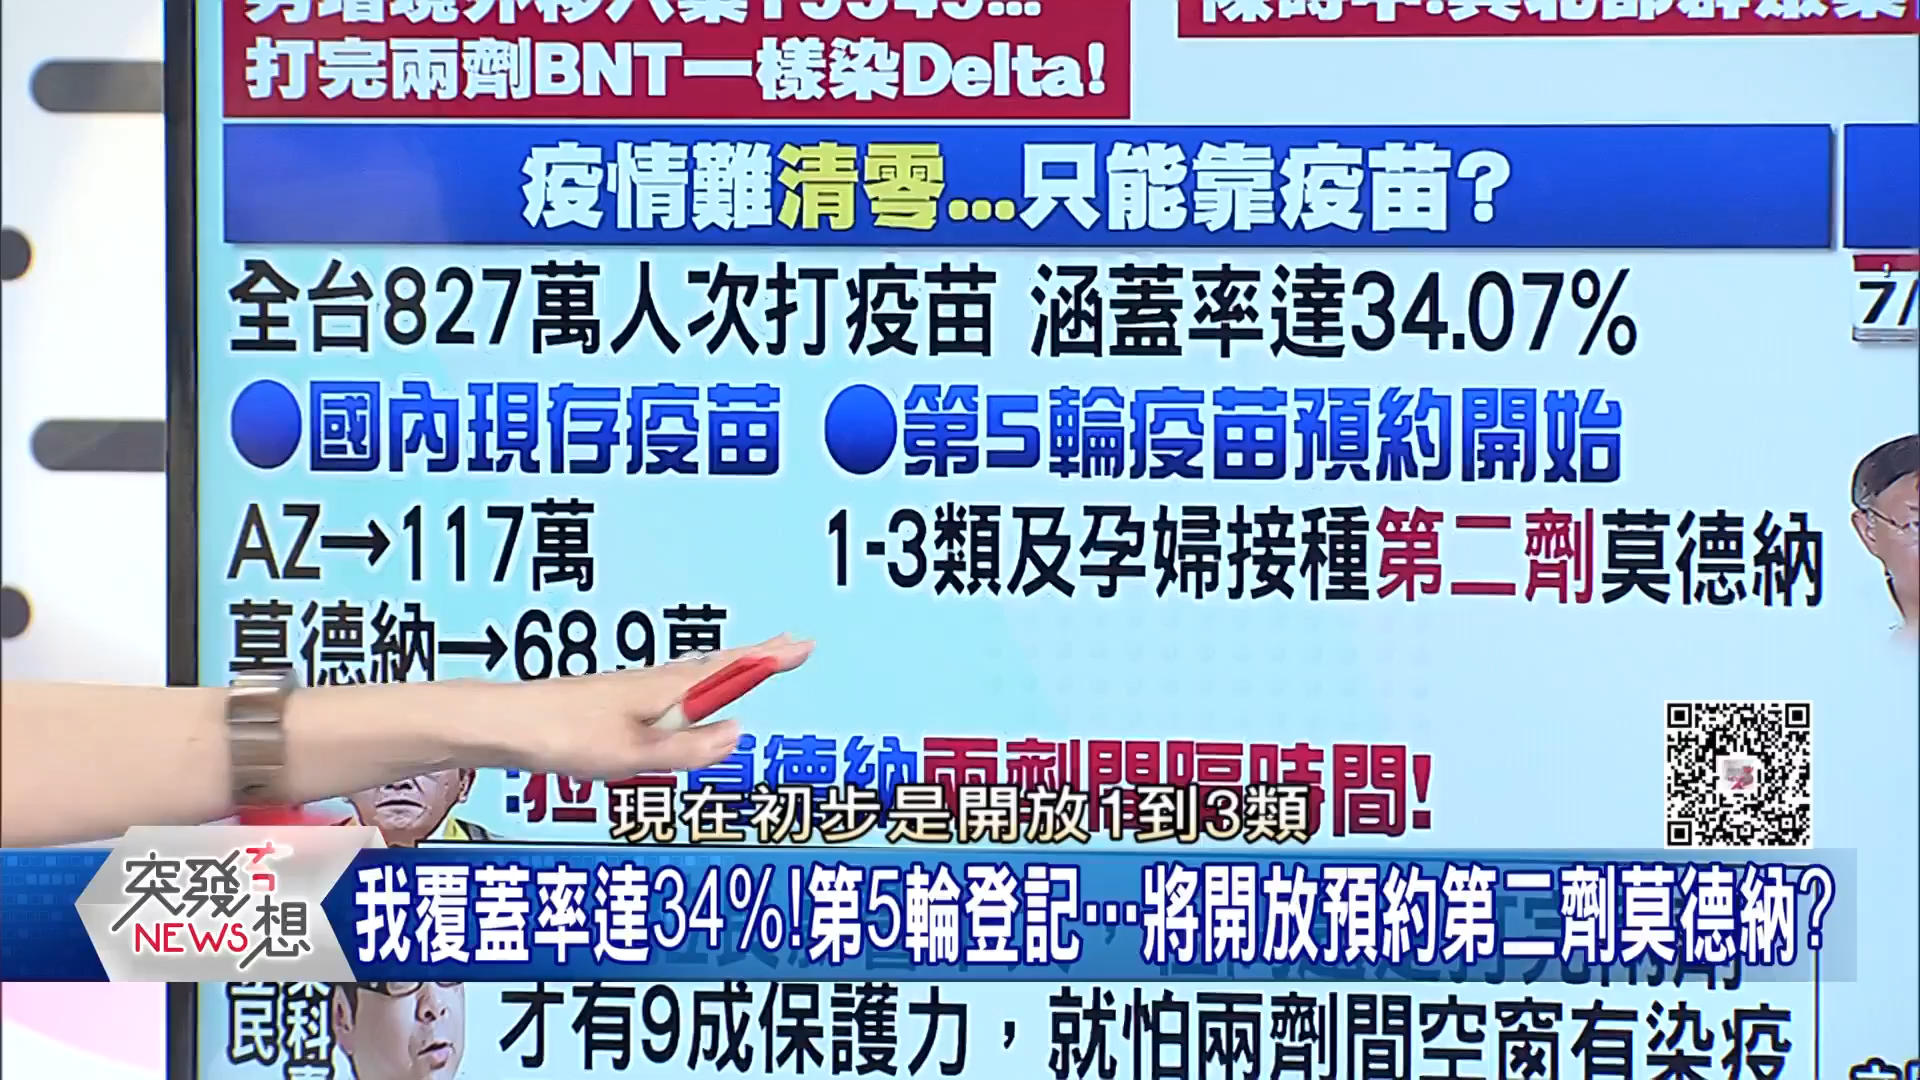 打完兩劑BNT一樣染Delta!
疫情難清零...只能靠疫苗?
全台827萬人次打疫苗 涵蓋率達34.07%
7/
●國內現存疫苗
●第5輪疫苗預約開始
AZ→117萬
1-3類及孕婦接種第二劑莫德納
莫德納→68.9萬
莫德納兩劑間隔時間!
現在初步是開放1到3類
突發奇想
NEWS
我覆蓋率達34%!第5輪登記…將開放預約第二劑莫德納?
才有9成保護力，就怕兩劑間空窗有染疫